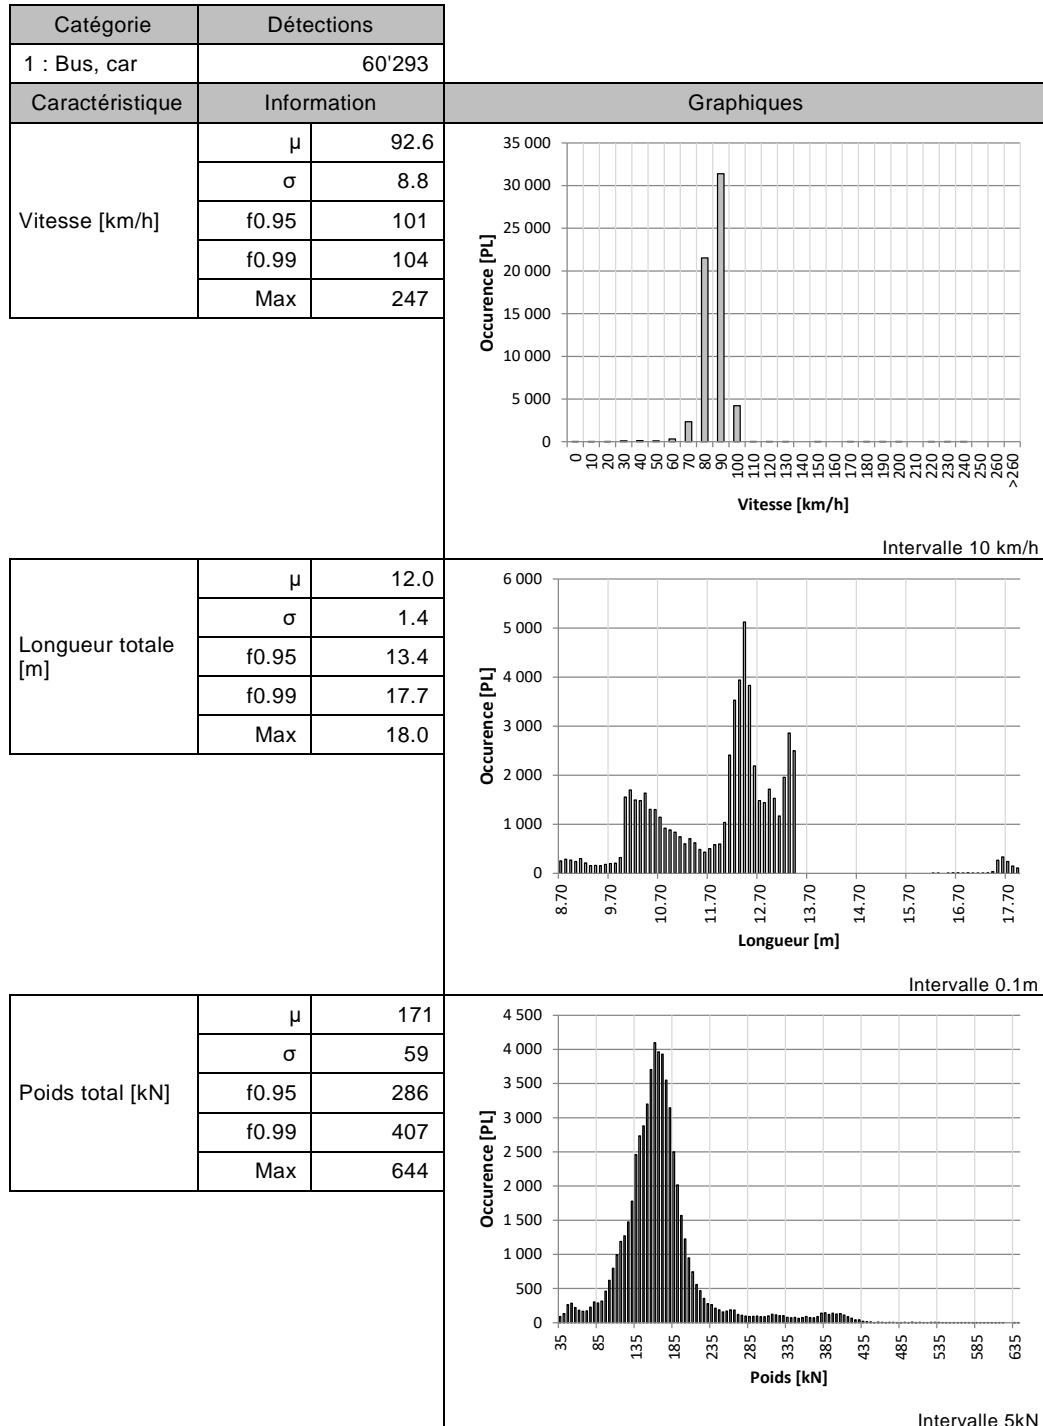 Catégorie Détections
1 : Bus, car 60'293
Caractéristique Information Graphiques
Vitesse [km/h]
µ 92.6
σ 8.8
f0.95 101
f0.99 104
Max 247
35 000
30 000
25 000
20 000
15 000
10 000
5 000
0
Occurence [PL]
0 10 20 30 40 50 60 70 80 90 100 110 120 130 140 150 160 170 180 190 200 210 220 230 240 250 260 >260
Vitesse [km/h]
Intervalle 10 km/h
Longueur totale
[m]
µ 12.0
σ 1.4
f0.95 13.4
f0.99 17.7
Max 18.0
6 000
5 000
4 000
3 000
2 000
1 000
0
Occurence [PL]
8.70 9.70 10.70 11.70 12.70 13.70 14.70 15.70 16.70 17.70
Longueur [m]
Intervalle 0.1m
Poids total [kN]
µ 171
σ 59
f0.95 286
f0.99 407
Max 644
4 500
4 000
3 500
3 000
2 500
2 000
1 500
1 000
500
0
Occurence [PL]
35 85 135 185 235 285 335 385 435 485 535 585 635
Poids [kN]
Intervalle 5kN